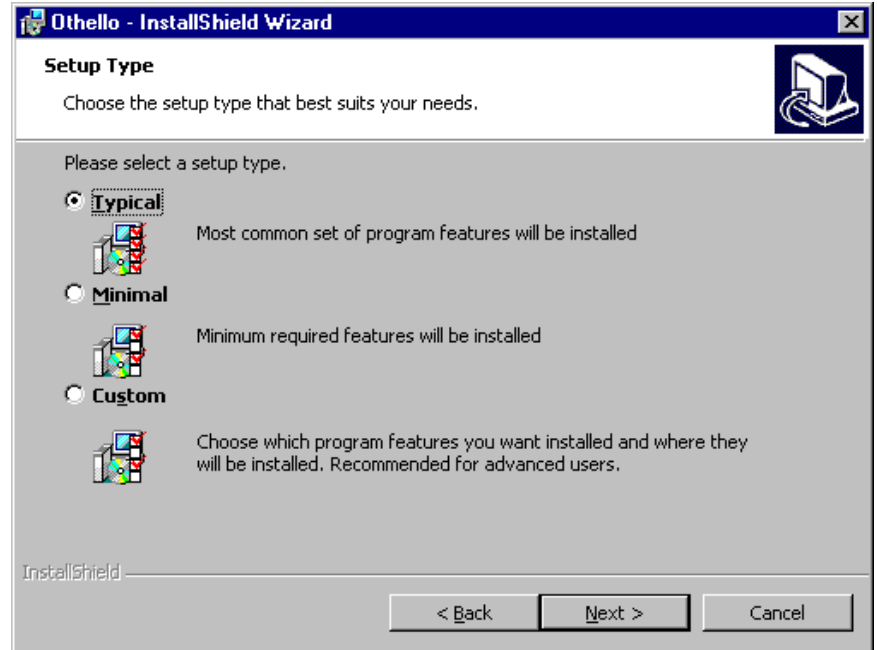 Othello - InstallShield Wizard
Setup Type
Choose the setup type that best suits your needs.
Please select a setup type.
Typical
Most common set of program features will be installed
Minimal
Minimum required features will be installed
Custom
Choose which program features you want installed and where they
will be installed. Recommended for advanced users.
InstallShield
< Back Next > Cancel